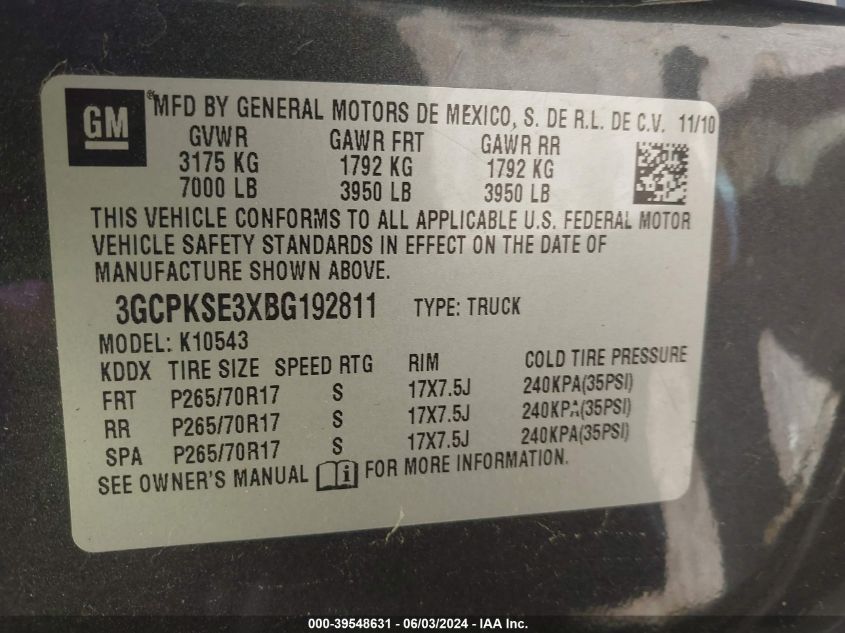 GM
® MFD BY GENERAL MOTORS DE MEXICO, S. DE R.L. DE C.V. 11/10
GVWR GAWR FRT GAWR RR
3175 KG 1792 KG 1792 KG
7000 LB 3950 LB 3950 LB
THIS VEHICLE CONFORMS TO ALL APPLICABLE U.S. FEDERAL MOTOR
VEHICLE SAFETY STANDARDS IN EFFECT ON THE DATE OF
MANUFACTURE SHOWN ABOVE.
3GCPKSE3XBG192811 TYPE: TRUCK
MODEL: K10543
KDDX TIRE SIZE SPEED RTG RIM COLD TIRE PRESSURE
FRT P265/70R17 S 17X7.5J 240KPA(35PSI)
RR P265/70R17 S 17X7.5J 240KPA(35PSI)
SPA P265/70R17 S 17X7.5J 240KPA(35PSI)
SEE OWNER'S MANUAL i FOR MORE INFORMATION.
000-39548631 - 06/03/2024 - IAA Inc.